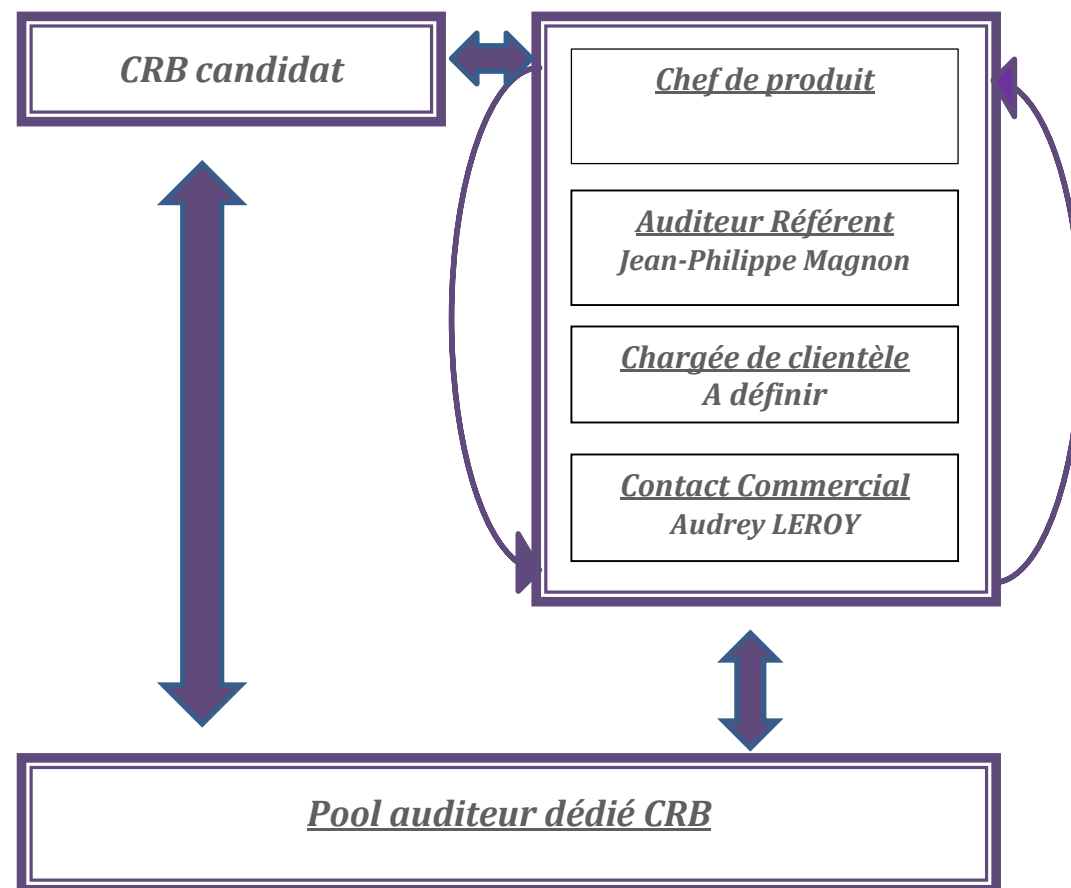 CRB candidat
Chef de produit
Auditeur Référent
Jean-Philippe Magnon
Chargée de clientèle
A définir
Contact Commercial
Audrey LEROY
Pool auditeur dédié CRB